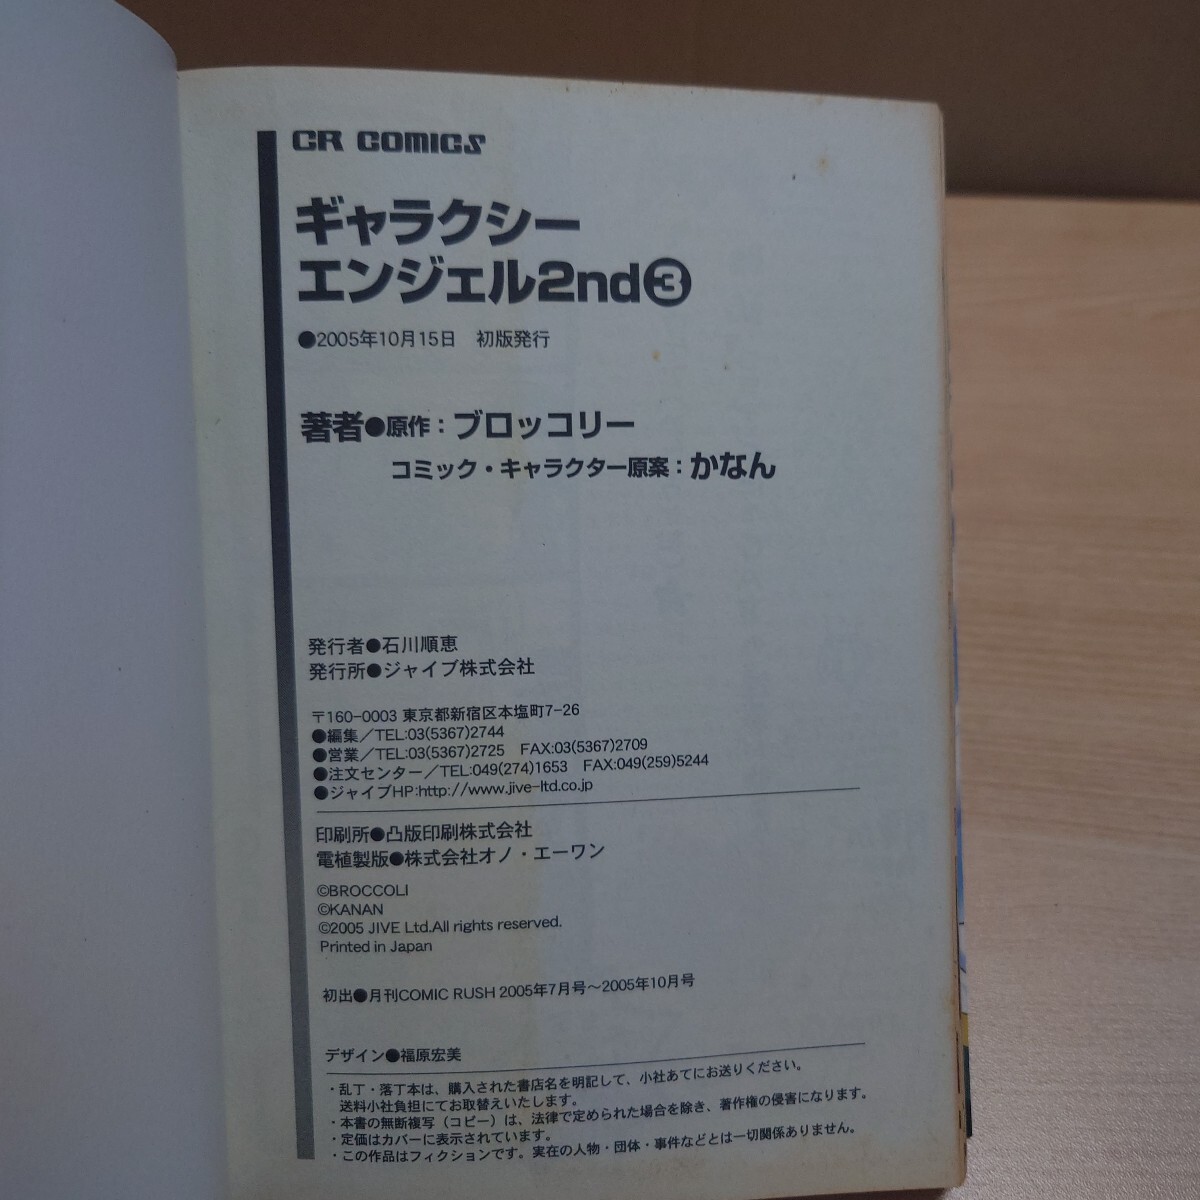 CR COMICS
ギャラクシー
エンジェル2nd③
●2005年10月15日　初版発行
著者●原作：ブロッコリー
コミック・キャラクター原案：かなん
発行者●石川順恵
発行所●ジャイブ株式会社
〒160-0003 東京都新宿区本塩町7-26
●編集／TEL:03(5367)2744
●営業／TEL:03(5367)2725　FAX:03(5367)2709
●注文センター／TEL:049(274)1653　FAX:049(259)5244
●ジャイブHP:http://www.jive-ltd.co.jp
印刷所●凸版印刷株式会社
電植製版●株式会社オノ・エーワン
©BROCCOLI
©KANAN
©2005 JIVE Ltd.All rights reserved.
Printed in Japan
初出●月刊COMIC RUSH 2005年7月号～2005年10月号
デザイン●福原宏美
・乱丁・落丁本は、購入された書店名を明記して、小社あてにお送りください。
送料小社負担にてお取替えいたします。
・本書の無断複写（コピー）は、法律で定められた場合を除き、著作権の侵害になります。
・定価はカバーに表示されています。
・この作品はフィクションです。実在の人物・団体・事件などとは一切関係ありません。